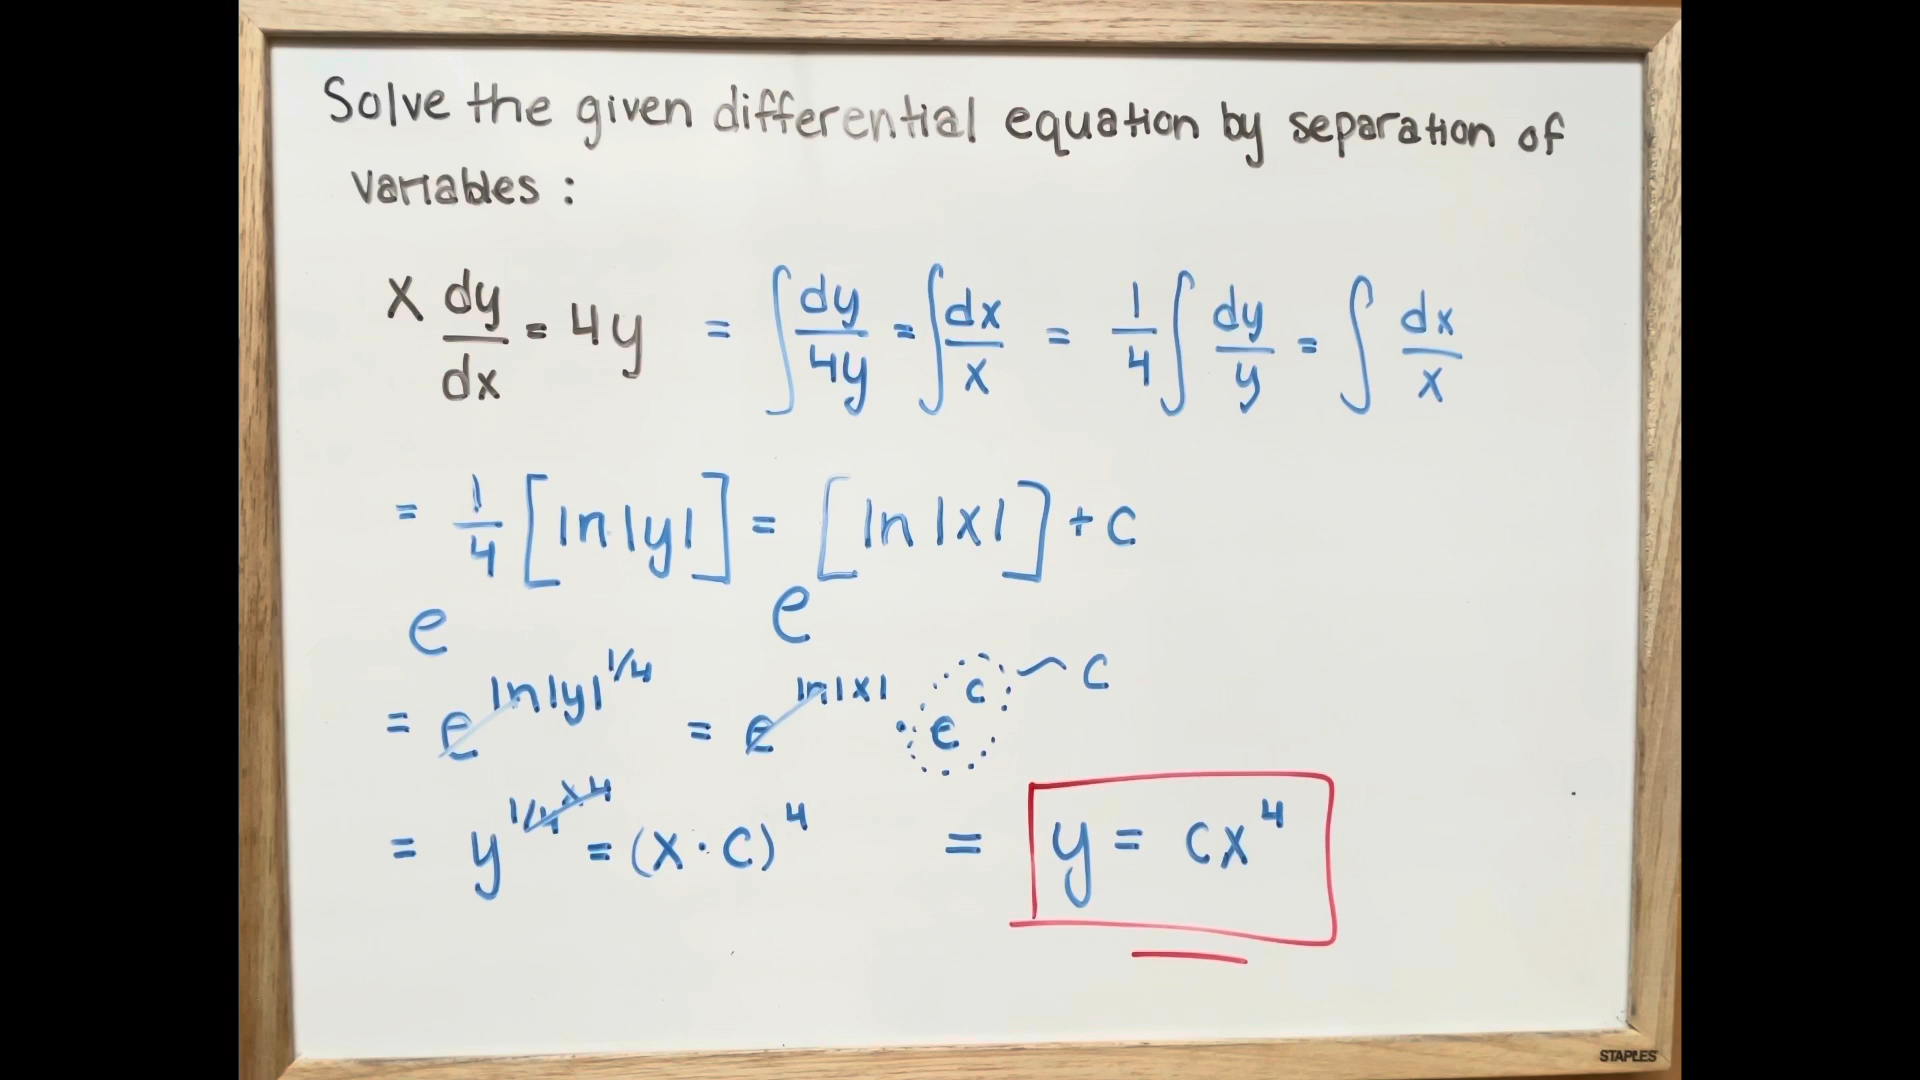 Solve the given differential equation by separation of
variables :
x dy/dx = 4y = ∫ dy/4y = ∫ dx/x = 1/4 ∫ dy/y = ∫ dx/x
= 1/4 [ln|y|] = [ln|x|] + c
e e
= e^ln|y|^1/4 = e^ln|x| · e^c ~ c
= y^1/4^x4 = (x · c)^4 = y = cx^4
STAPLES